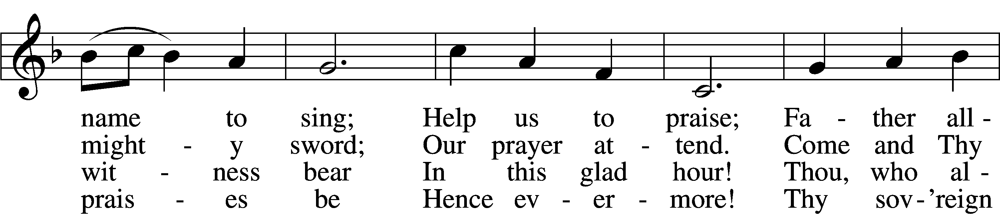 name to sing; Help us to praise; Fa - ther all -
might - y sword; Our prayer at - tend. Come and Thy
wit - ness bear In this glad hour! Thou, who al -
prais - es be Hence ev - er - more! Thy sov - ’reign